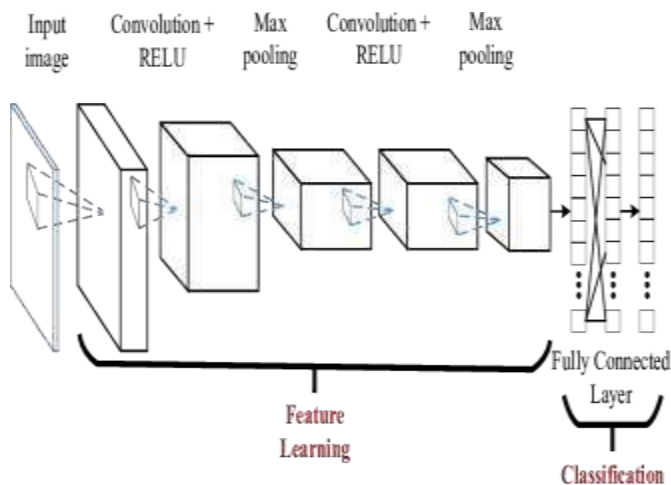 Input
image
Convolution +
RELU
Max
pooling
Convolution +
RELU
Max
pooling
Fully Connected
Layer
Feature
Learning
Classification